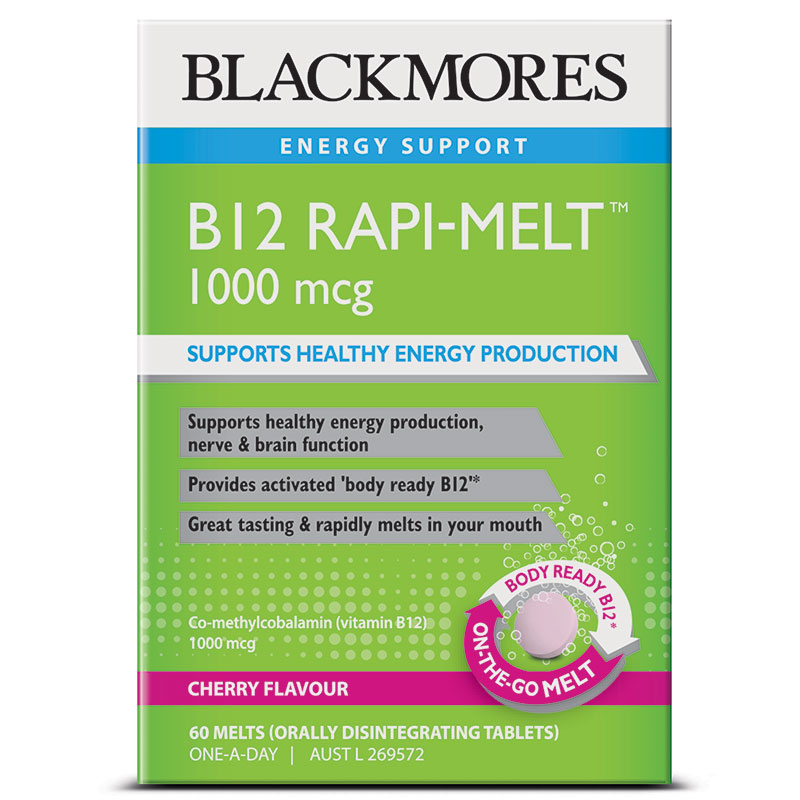 BLACKMORES
ENERGY SUPPORT
B12 RAPI-MELT™
1000 mcg
SUPPORTS HEALTHY ENERGY PRODUCTION
Supports healthy energy production,
nerve & brain function
Provides activated 'body ready B12'*
Great tasting & rapidly melts in your mouth
BODY READY B12*
ON-THE-GO MELT
Co-methylcobalamin (vitamin B12)
1000 mcg
CHERRY FLAVOUR
60 MELTS (ORALLY DISINTEGRATING TABLETS)
ONE-A-DAY | AUST L 269572